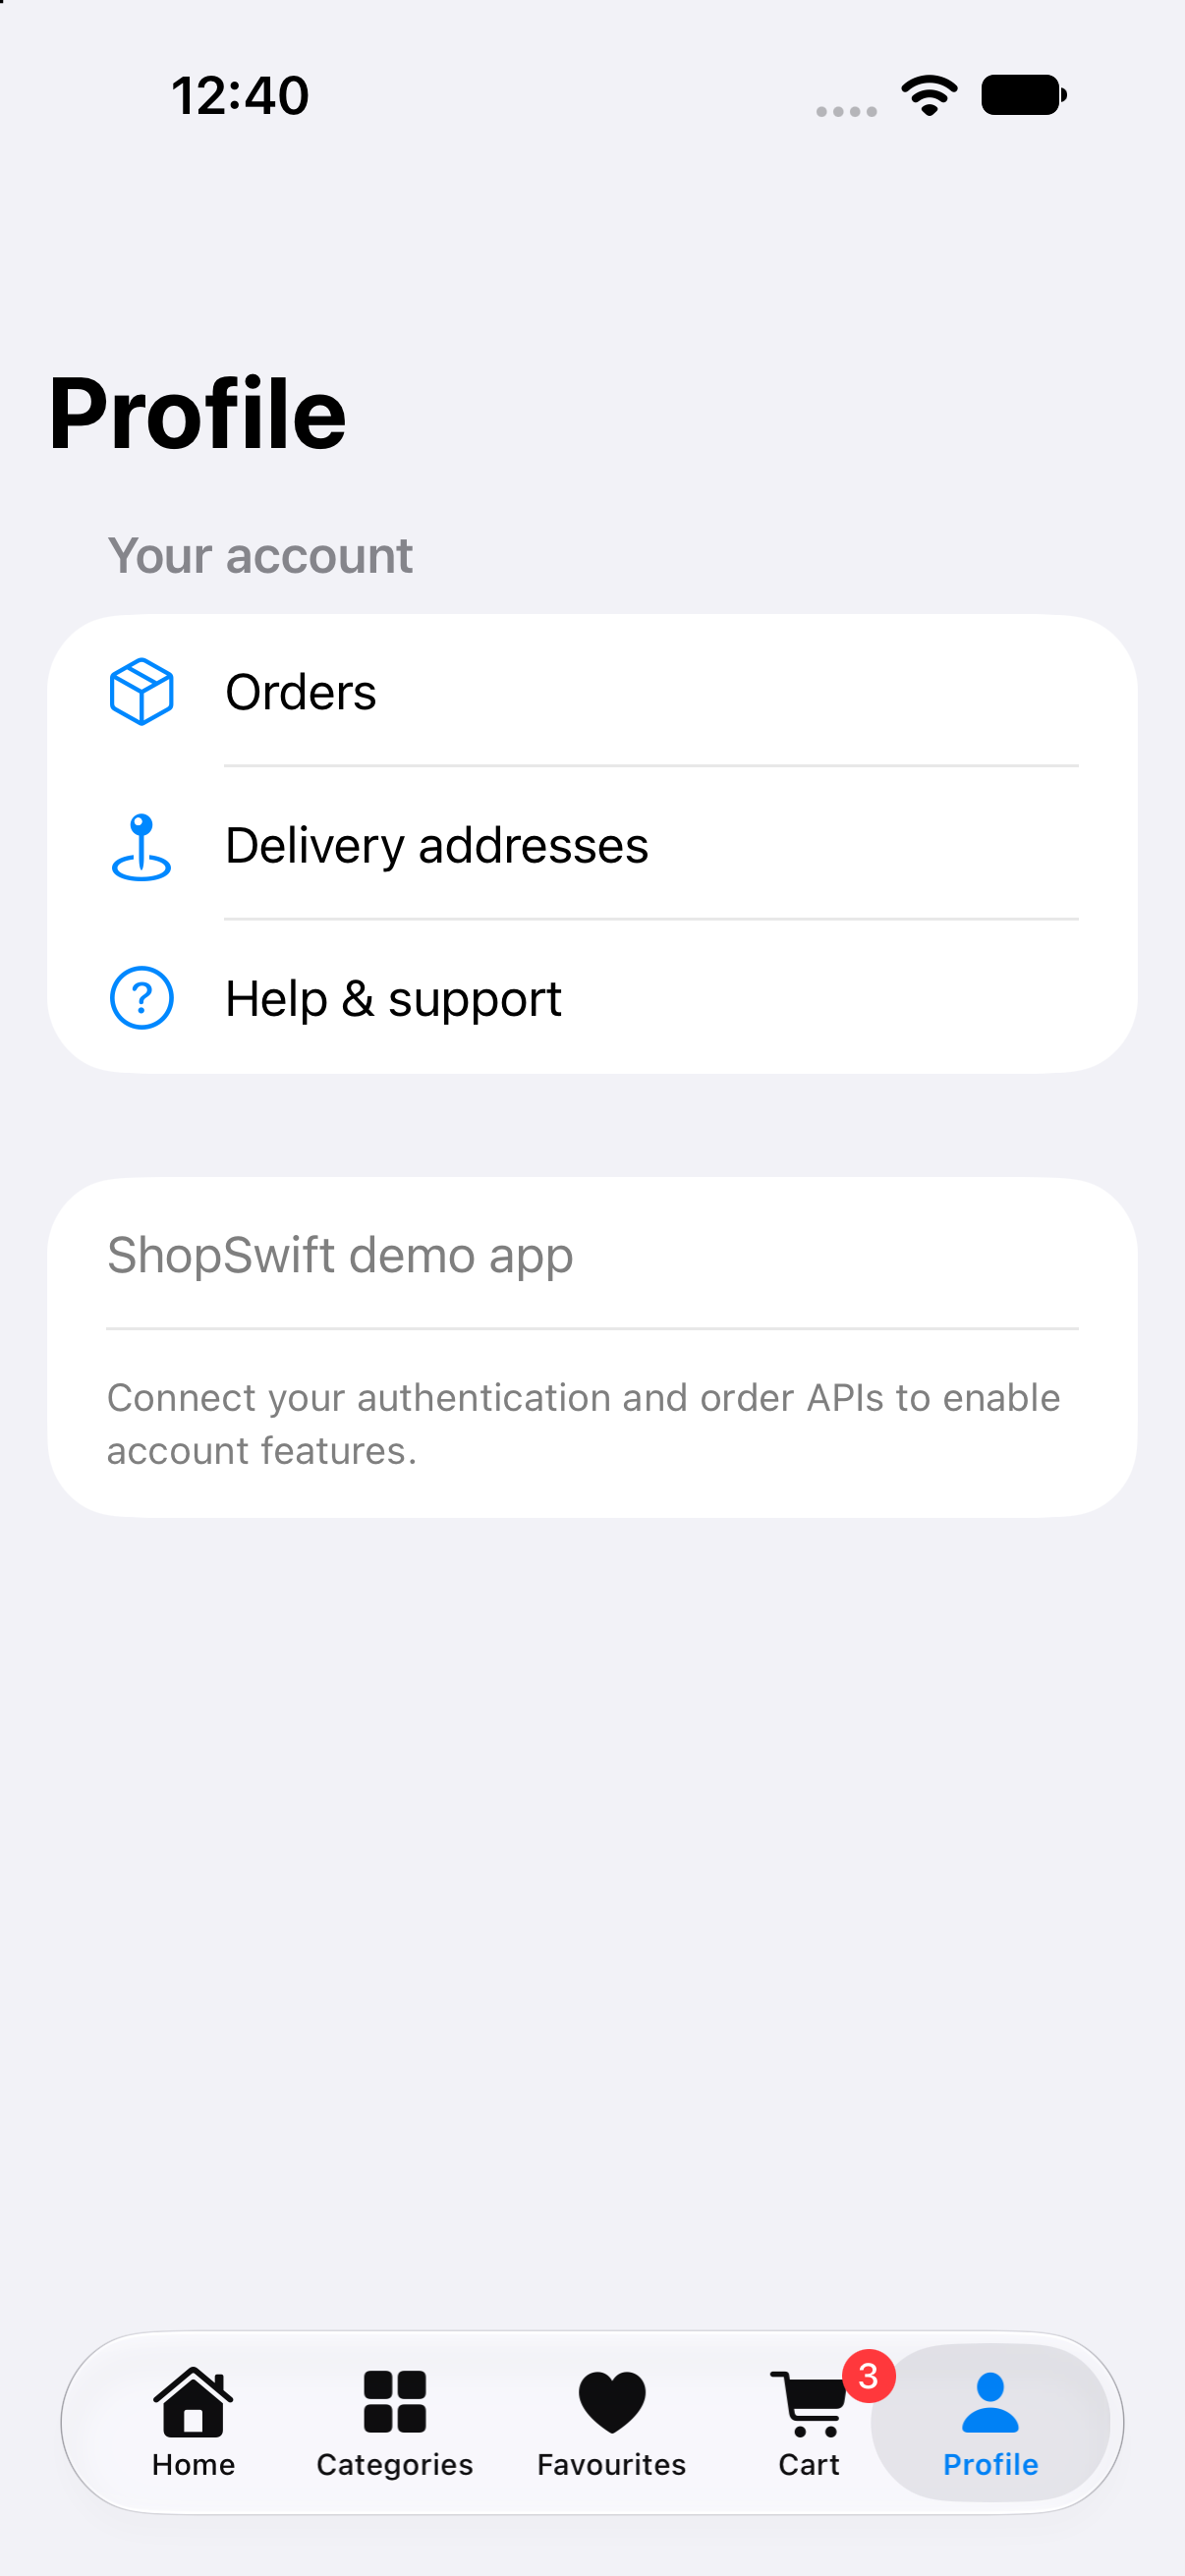 12:40
Profile
Your account
Orders
Delivery addresses
Help & support
ShopSwift demo app
Connect your authentication and order APIs to enable
account features.
3
Home
Categories
Favourites
Cart
Profile